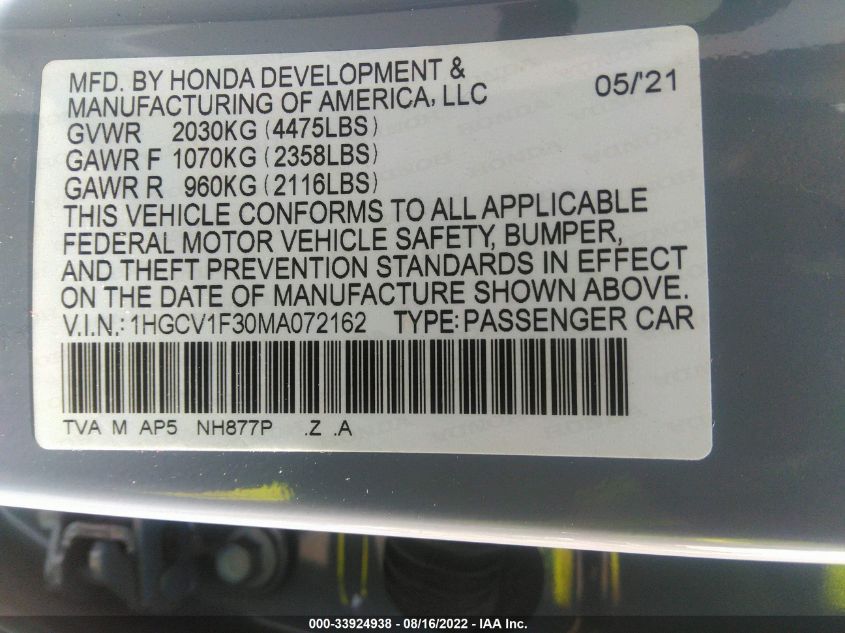 MFD. BY HONDA DEVELOPMENT & 05/'21
MANUFACTURING OF AMERICA, LLC
GVWR 2030KG (4475LBS)
GAWR F 1070KG (2358LBS)
GAWR R 960KG (2116LBS)
THIS VEHICLE CONFORMS TO ALL APPLICABLE
FEDERAL MOTOR VEHICLE SAFETY, BUMPER,
AND THEFT PREVENTION STANDARDS IN EFFECT
ON THE DATE OF MANUFACTURE SHOWN ABOVE.
V.I.N.: 1HGCV1F30MA072162 TYPE: PASSENGER CAR
TVA M AP5 NH877P .Z .A
000-33924938 - 08/16/2022 - IAA Inc.